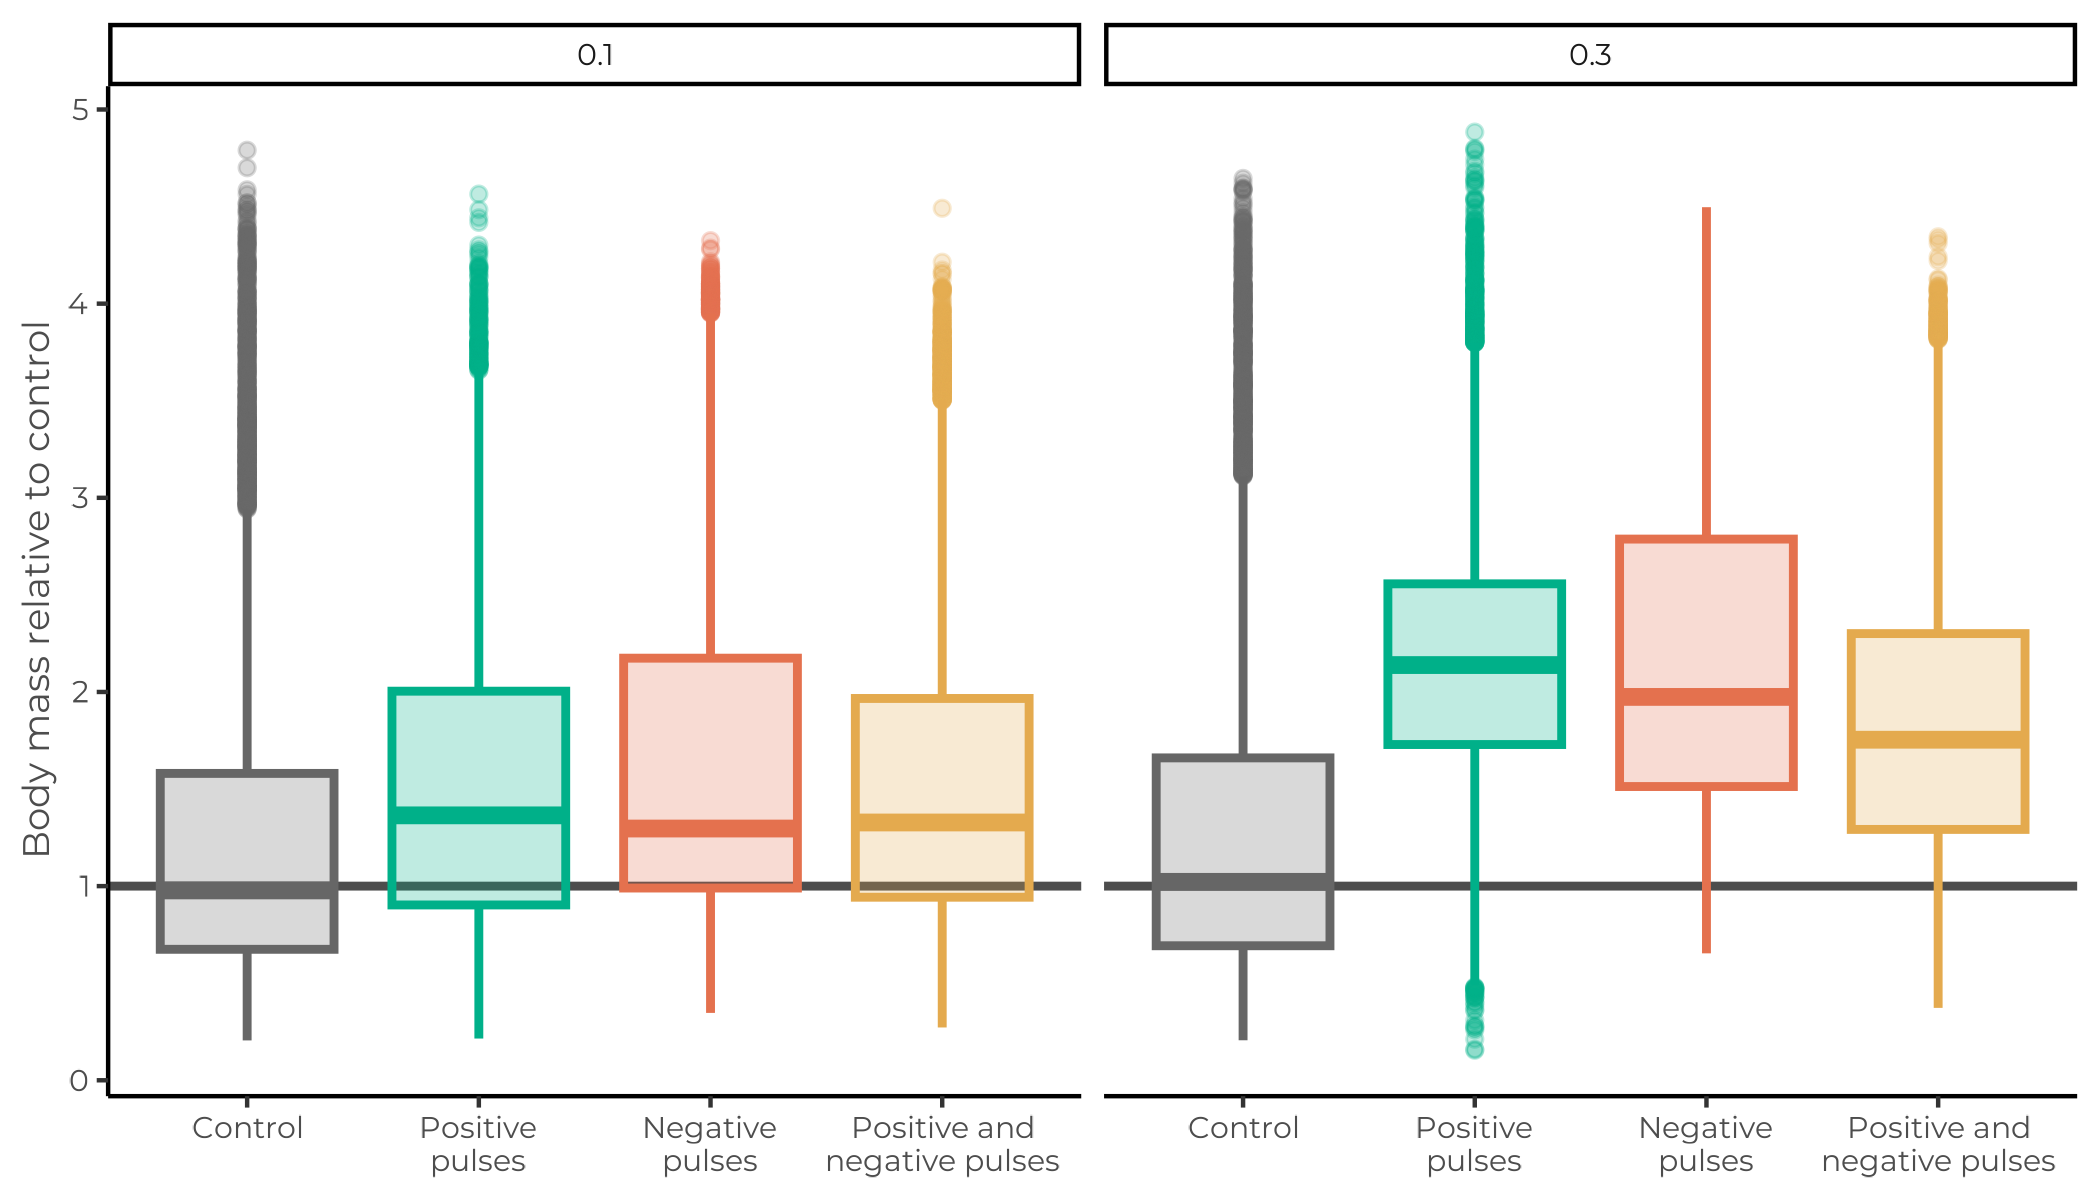 0.1
0.3
Body mass relative to control
5
4
3
2
1
0
Control
Positive
pulses
Negative
pulses
Positive and
negative pulses
Control
Positive
pulses
Negative
pulses
Positive and
negative pulses